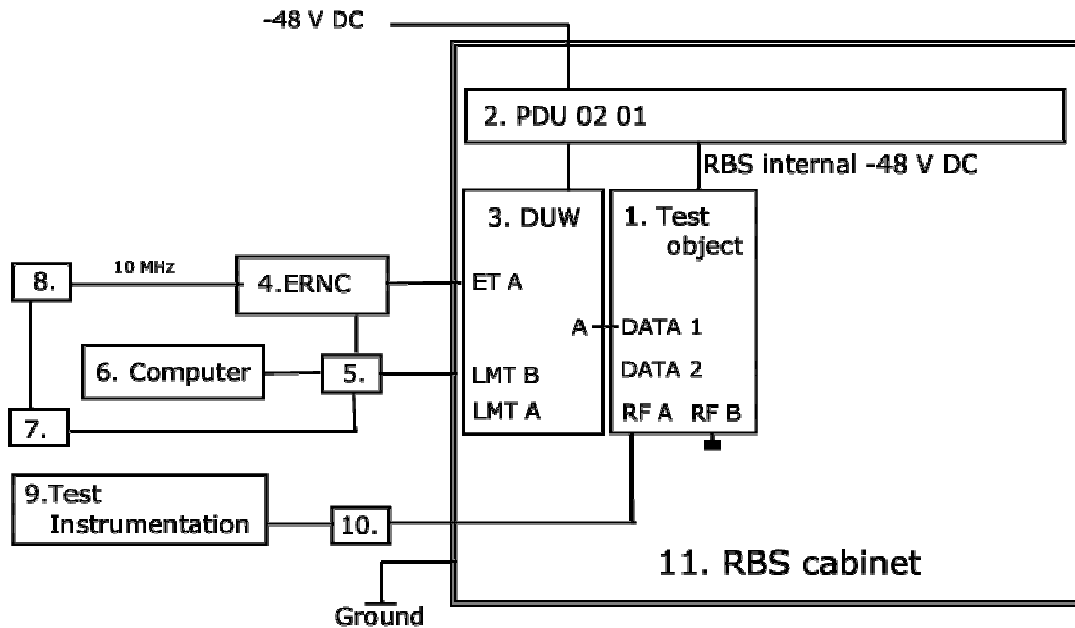 -48 V DC
2. PDU 02 01
RBS internal -48 V DC
3. DUW
1. Test
object
10 MHz
8.
4.ERNC
ET A
A
DATA 1
6. Computer
5.
LMT B
DATA 2
LMT A
RF A RF B
7.
9.Test
Instrumentation
10.
11. RBS cabinet
Ground